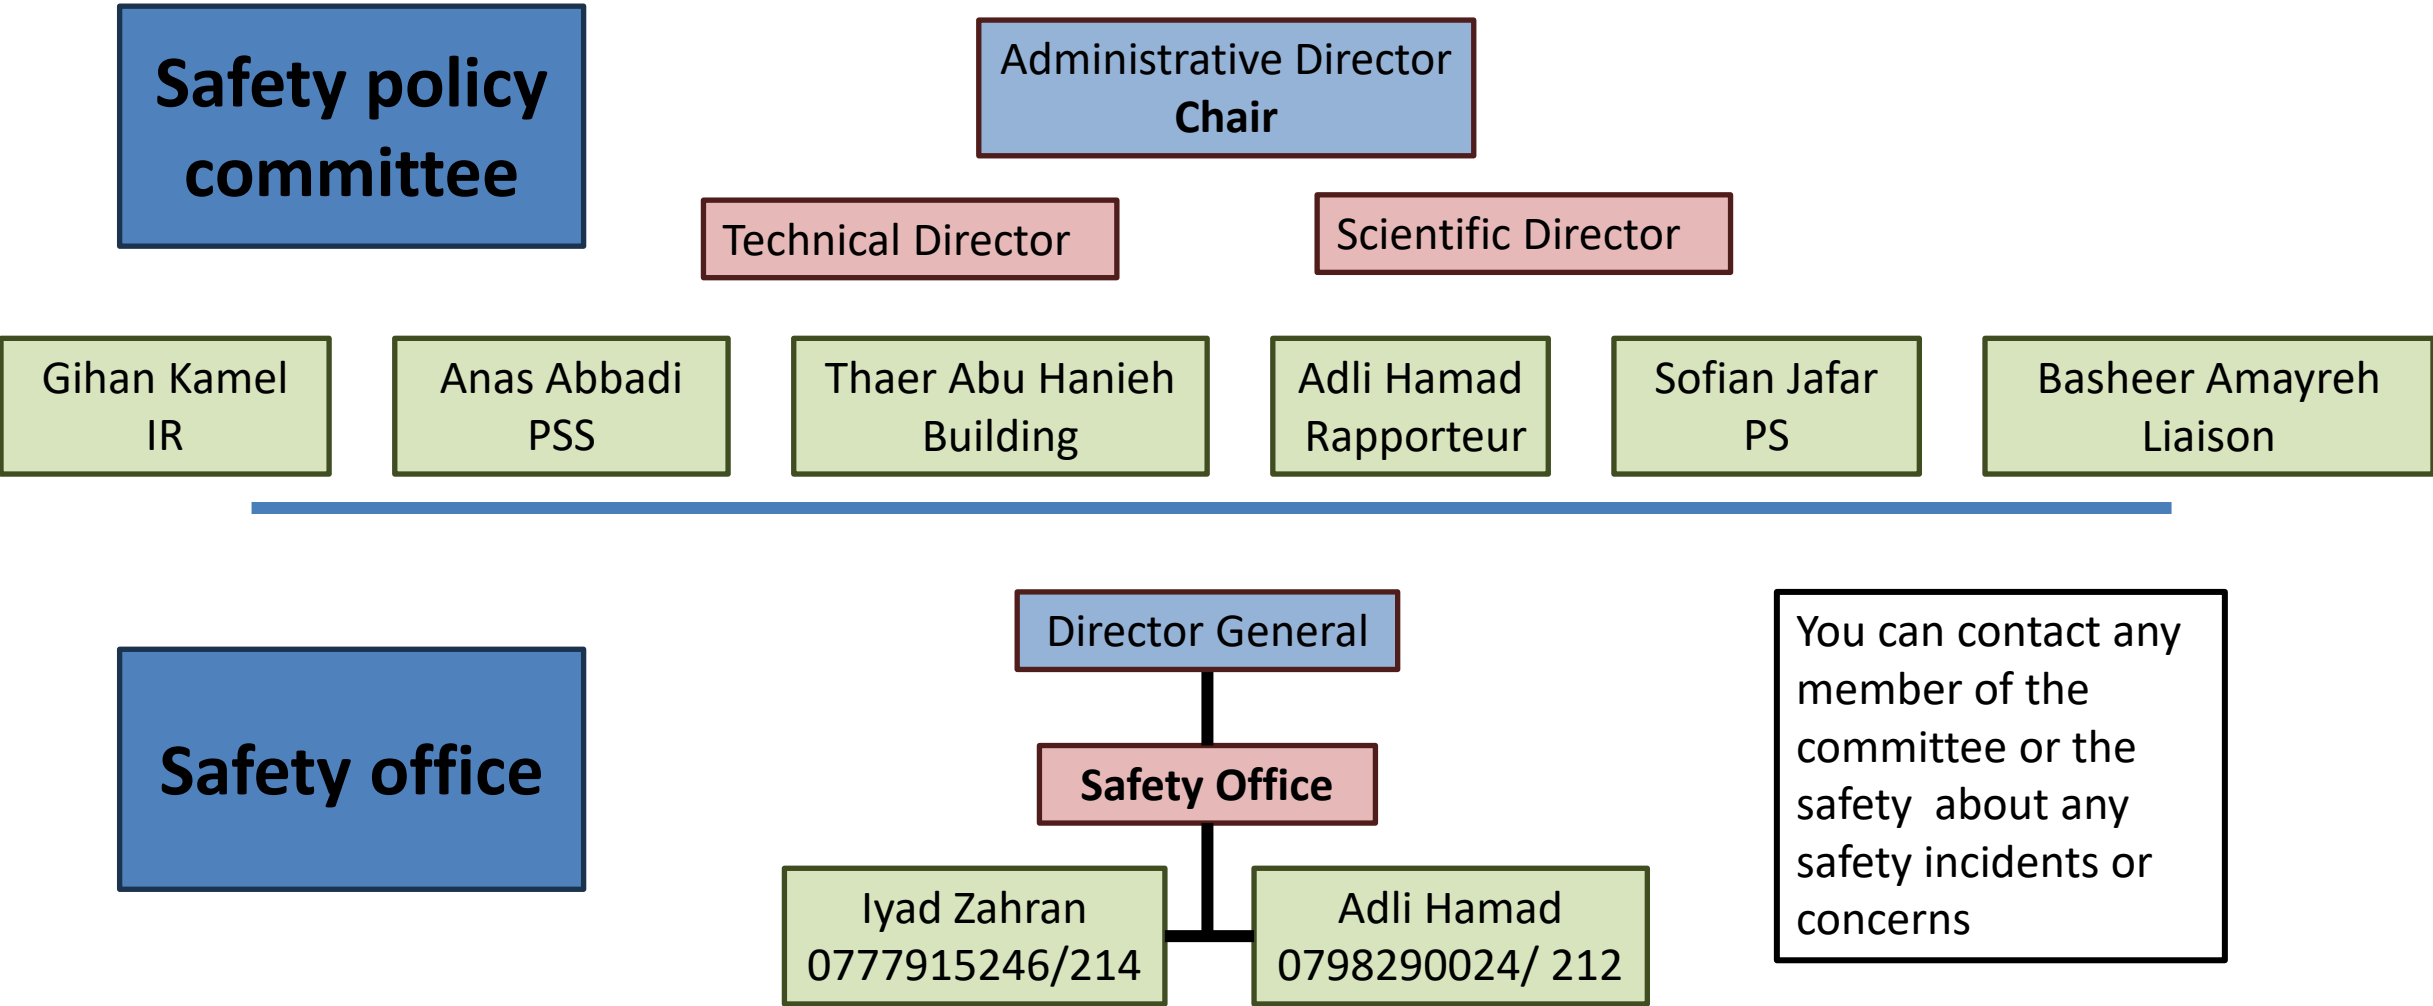 Safety policy
committee
Administrative Director
Chair
Technical Director
Scientific Director
Gihan Kamel
IR
Anas Abbadi
PSS
Thaer Abu Hanieh
Building
Adli Hamad
Rapporteur
Sofian Jafar
PS
Basheer Amayreh
Liaison
Safety office
Director General
Safety Office
Iyad Zahran
0777915246/214
Adli Hamad
0798290024/ 212
You can contact any
member of the
committee or the
safety  about any
safety incidents or
concerns